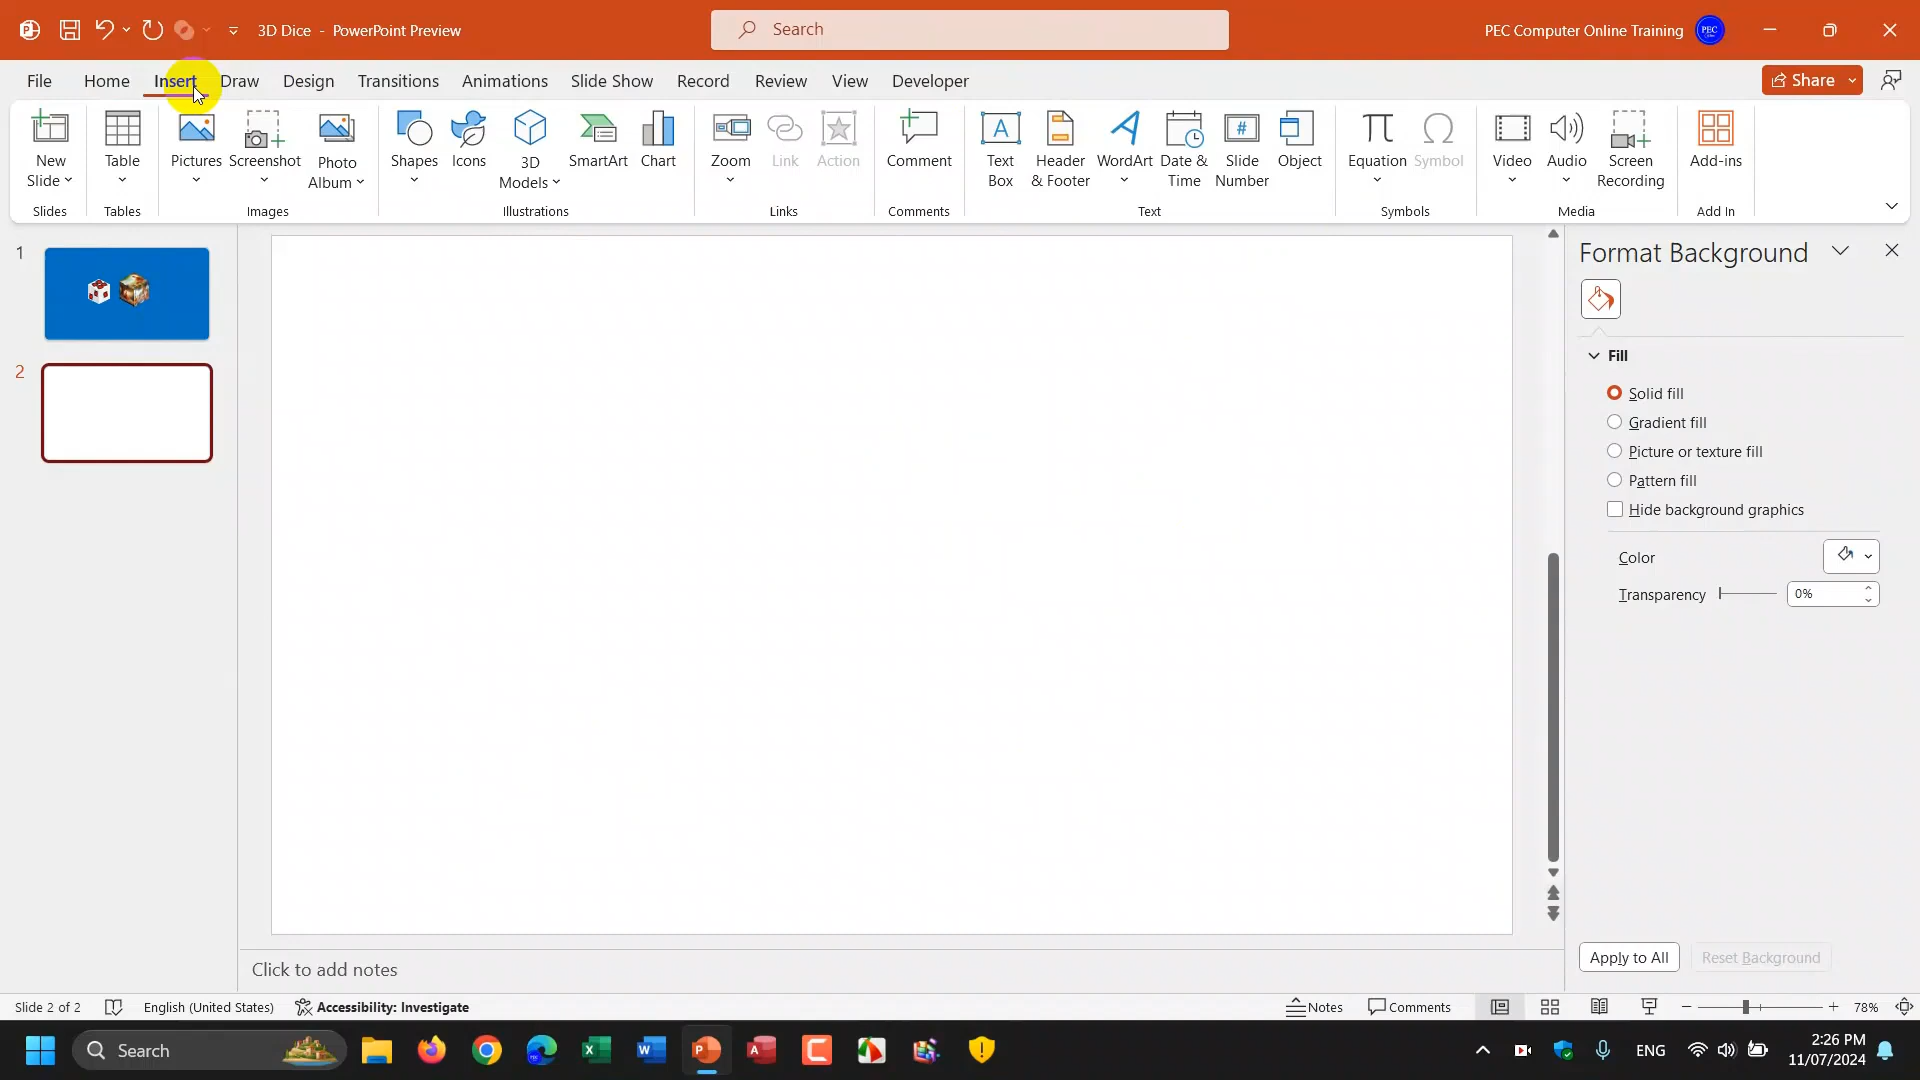 3D Dice - PowerPoint Preview
Search
PEC Computer Online Training
PEC
File
Home
Insert
Draw
Design
Transitions
Animations
Slide Show
Record
Review
View
Developer
Share
New Slide
Table
Pictures
Screenshot
Photo Album
Shapes
Icons
3D Models
SmartArt
Chart
Zoom
Link
Action
Comment
Text Box
Header & Footer
WordArt
Date & Time
Slide Number
Object
Equation
Symbol
Video
Audio
Screen Recording
Add-ins
Slides
Tables
Images
Illustrations
Links
Comments
Text
Symbols
Media
Add In
1
2
Format Background
Fill
Solid fill
Gradient fill
Picture or texture fill
Pattern fill
Hide background graphics
Color
Transparency
0%
Apply to All
Reset Background
Click to add notes
Slide 2 of 2
English (United States)
Accessibility: Investigate
Notes
Comments
78%
Search
ENG
2:26 PM
11/07/2024